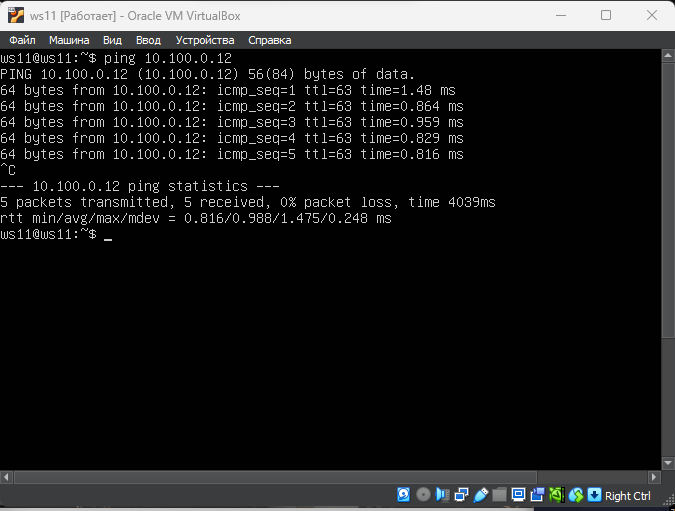 ws11 [Работает] - Oracle VM VirtualBox
Файл Машина Вид Ввод Устройства Справка
ws11@ws11:~$ ping 10.100.0.12
PING 10.100.0.12 (10.100.0.12) 56(84) bytes of data.
64 bytes from 10.100.0.12: icmp_seq=1 ttl=63 time=1.48 ms
64 bytes from 10.100.0.12: icmp_seq=2 ttl=63 time=0.864 ms
64 bytes from 10.100.0.12: icmp_seq=3 ttl=63 time=0.959 ms
64 bytes from 10.100.0.12: icmp_seq=4 ttl=63 time=0.829 ms
64 bytes from 10.100.0.12: icmp_seq=5 ttl=63 time=0.816 ms
^C
--- 10.100.0.12 ping statistics ---
5 packets transmitted, 5 received, 0% packet loss, time 4039ms
rtt min/avg/max/mdev = 0.816/0.988/1.475/0.248 ms
ws11@ws11:~$ _
Right Ctrl